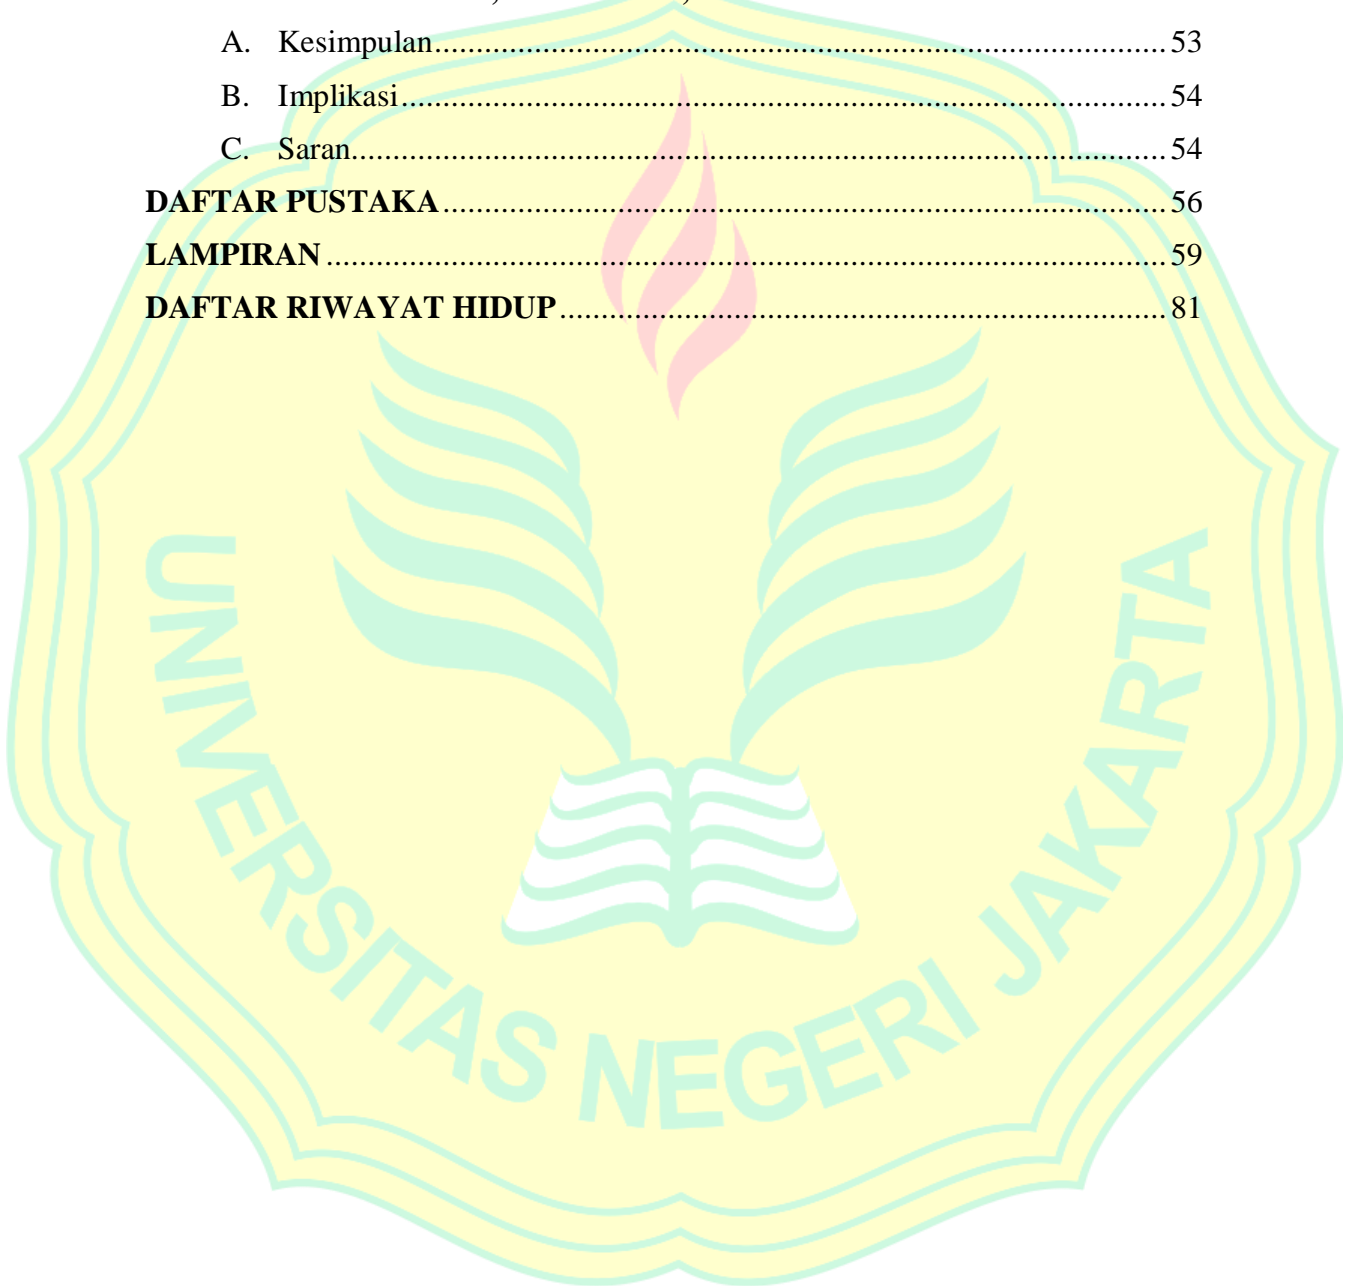 A. Kesimpulan........................................................................................... 53
B. Implikasi............................................................................................... 54
C. Saran..................................................................................................... 54
DAFTAR PUSTAKA.......................................................................................... 56
LAMPIRAN........................................................................................................ 59
DAFTAR RIWAYAT HIDUP........................................................................... 81
UNIVERSITAS NEGERI JAKARTA